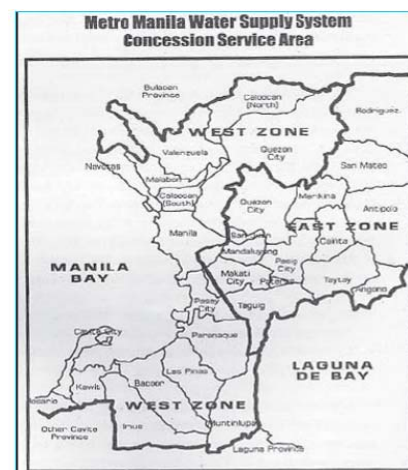 Metro Manila Water Supply System
Concession Service Area
Bulacan
Province
Caloocan
(North)
Rodriguez
WEST ZONE
Valenzuela
Quezon
City
Navotas
San Mateo
Malabon
Caloocan
(South)
Quezon
City
Marikina
Antipolo
Manila
San Juan
EAST ZONE
Mandaluyong
Cainta
MANILA
BAY
Makati
City
Pasig
City
Pateros
Taytay
Angono
Pasay
City
Taguig
Cavite City
Paranaque
Las Pinas
LAGUNA
DE BAY
Kawit
Bacoor
Rosario
WEST ZONE
Imus
Muntinlupa
Other Cavite
Province
Laguna Province